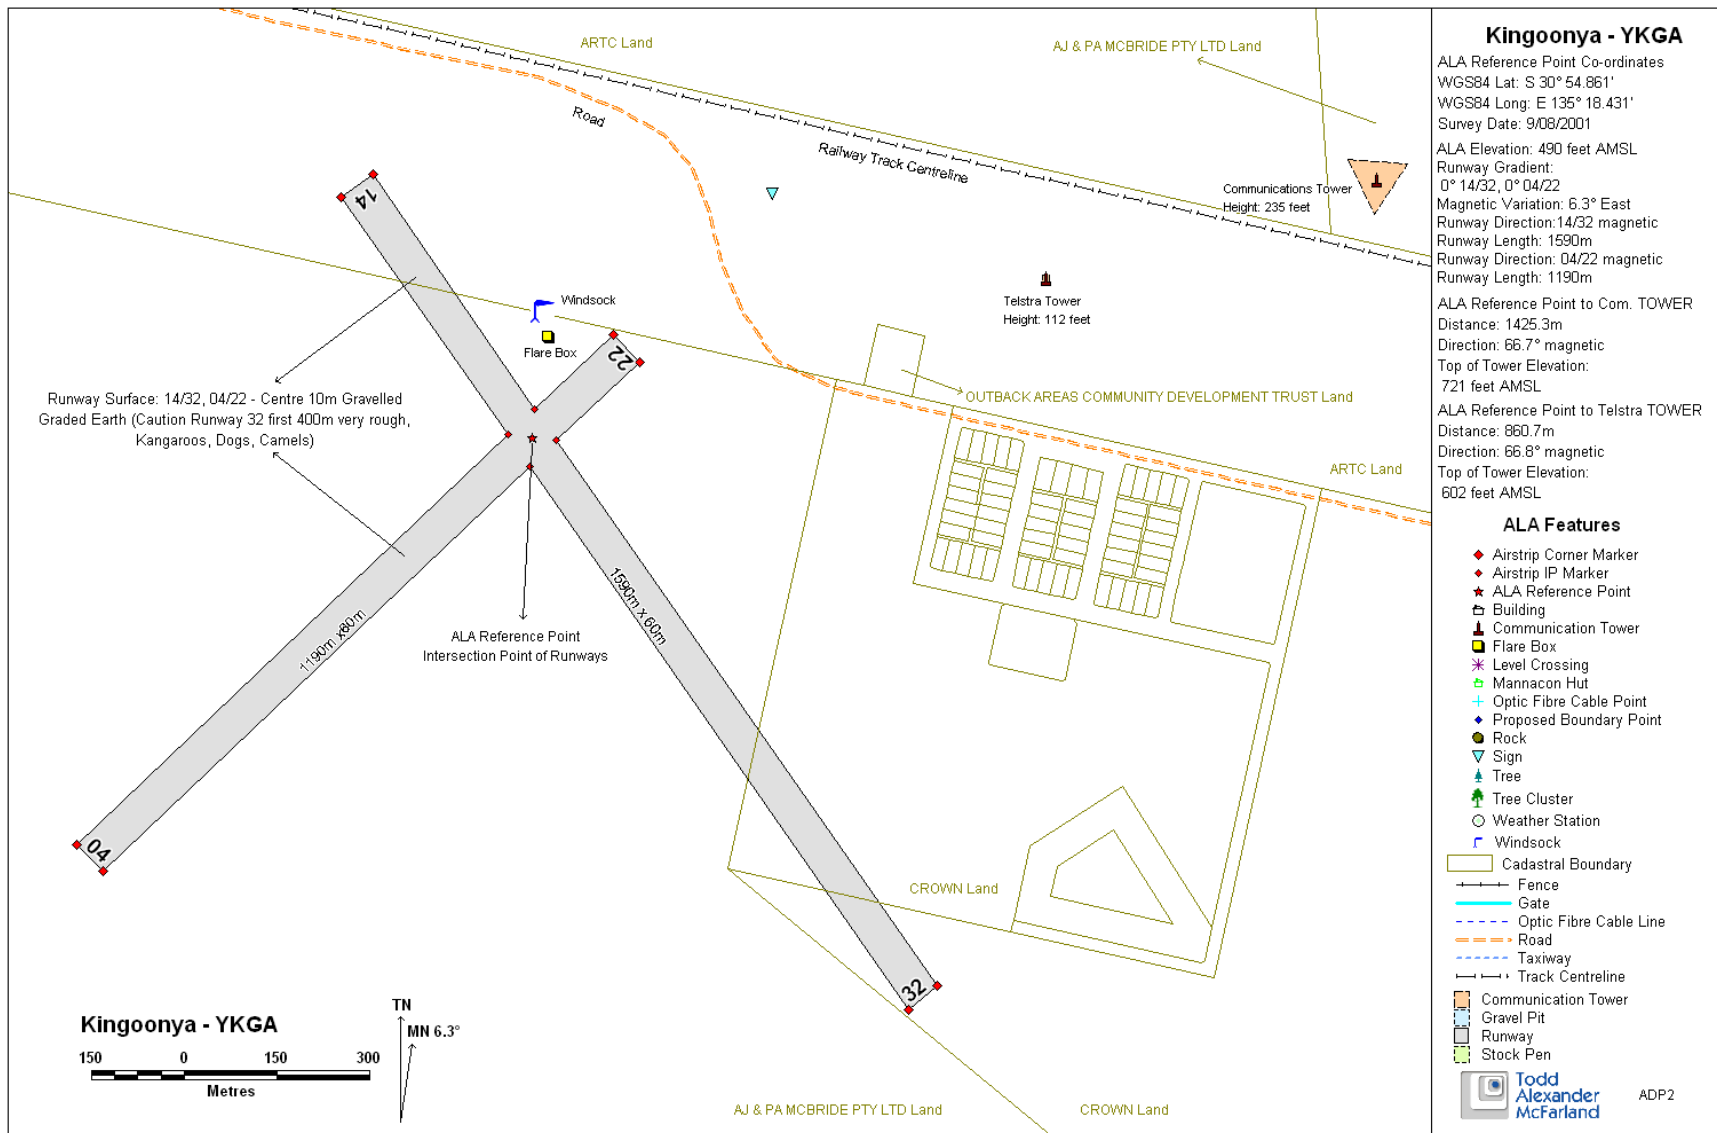 ARTC Land
AJ & PA MCBRIDE PTY LTD Land
Road
Railway Track Centreline
Communications Tower
Height: 235 feet
14
Windsock
Flare Box
22
Telstra Tower
Height: 112 feet
OUTBACK AREAS COMMUNITY DEVELOPMENT TRUST Land
Runway Surface: 14/32, 04/22 - Centre 10m Gravelled
Graded Earth (Caution Runway 32 first 400m very rough,
Kangaroos, Dogs, Camels)
ARTC Land
1590m x 60m
1190m x60m
ALA Reference Point
Intersection Point of Runways
04
CROWN Land
32
Kingoonya - YKGA
150 0 150 300
Metres
TN
MN 6.3°
AJ & PA MCBRIDE PTY LTD Land
CROWN Land
Kingoonya - YKGA
ALA Reference Point Co-ordinates
WGS84 Lat: S 30° 54.861'
WGS84 Long: E 135° 18.431'
Survey Date: 9/08/2001
ALA Elevation: 490 feet AMSL
Runway Gradient:
0° 14/32, 0° 04/22
Magnetic Variation: 6.3° East
Runway Direction:14/32 magnetic
Runway Length: 1590m
Runway Direction: 04/22 magnetic
Runway Length: 1190m
ALA Reference Point to Com. TOWER
Distance: 1425.3m
Direction: 66.7° magnetic
Top of Tower Elevation:
721 feet AMSL
ALA Reference Point to Telstra TOWER
Distance: 860.7m
Direction: 66.8° magnetic
Top of Tower Elevation:
602 feet AMSL
ALA Features
Airstrip Corner Marker
Airstrip IP Marker
ALA Reference Point
Building
Communication Tower
Flare Box
Level Crossing
Mannacon Hut
Optic Fibre Cable Point
Proposed Boundary Point
Rock
Sign
Tree
Tree Cluster
Weather Station
Windsock
Cadastral Boundary
Fence
Gate
Optic Fibre Cable Line
Road
Taxiway
Track Centreline
Communication Tower
Gravel Pit
Runway
Stock Pen
Todd
Alexander
McFarland
ADP2